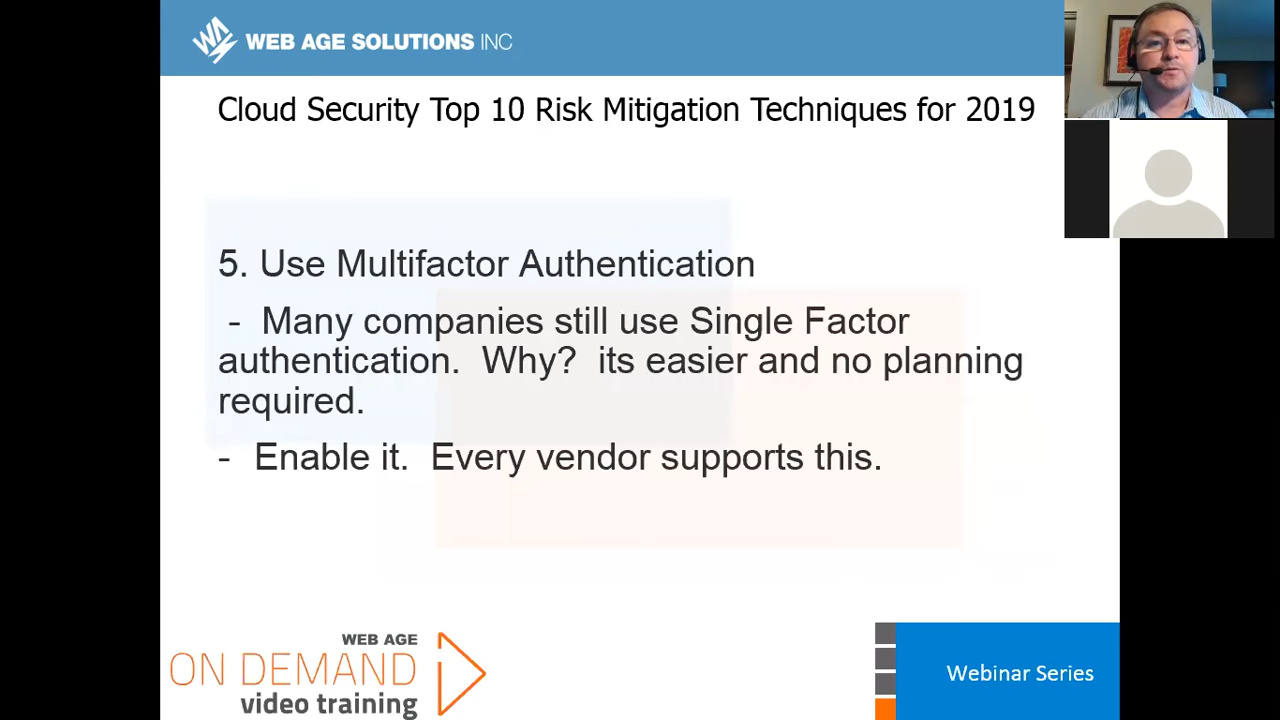 WEB AGE SOLUTIONS INC
Cloud Security Top 10 Risk Mitigation Techniques for 2019
5. Use Multifactor Authentication
- Many companies still use Single Factor
authentication. Why? its easier and no planning
required.
- Enable it. Every vendor supports this.
WEB AGE
ON DEMAND
video training
Webinar Series